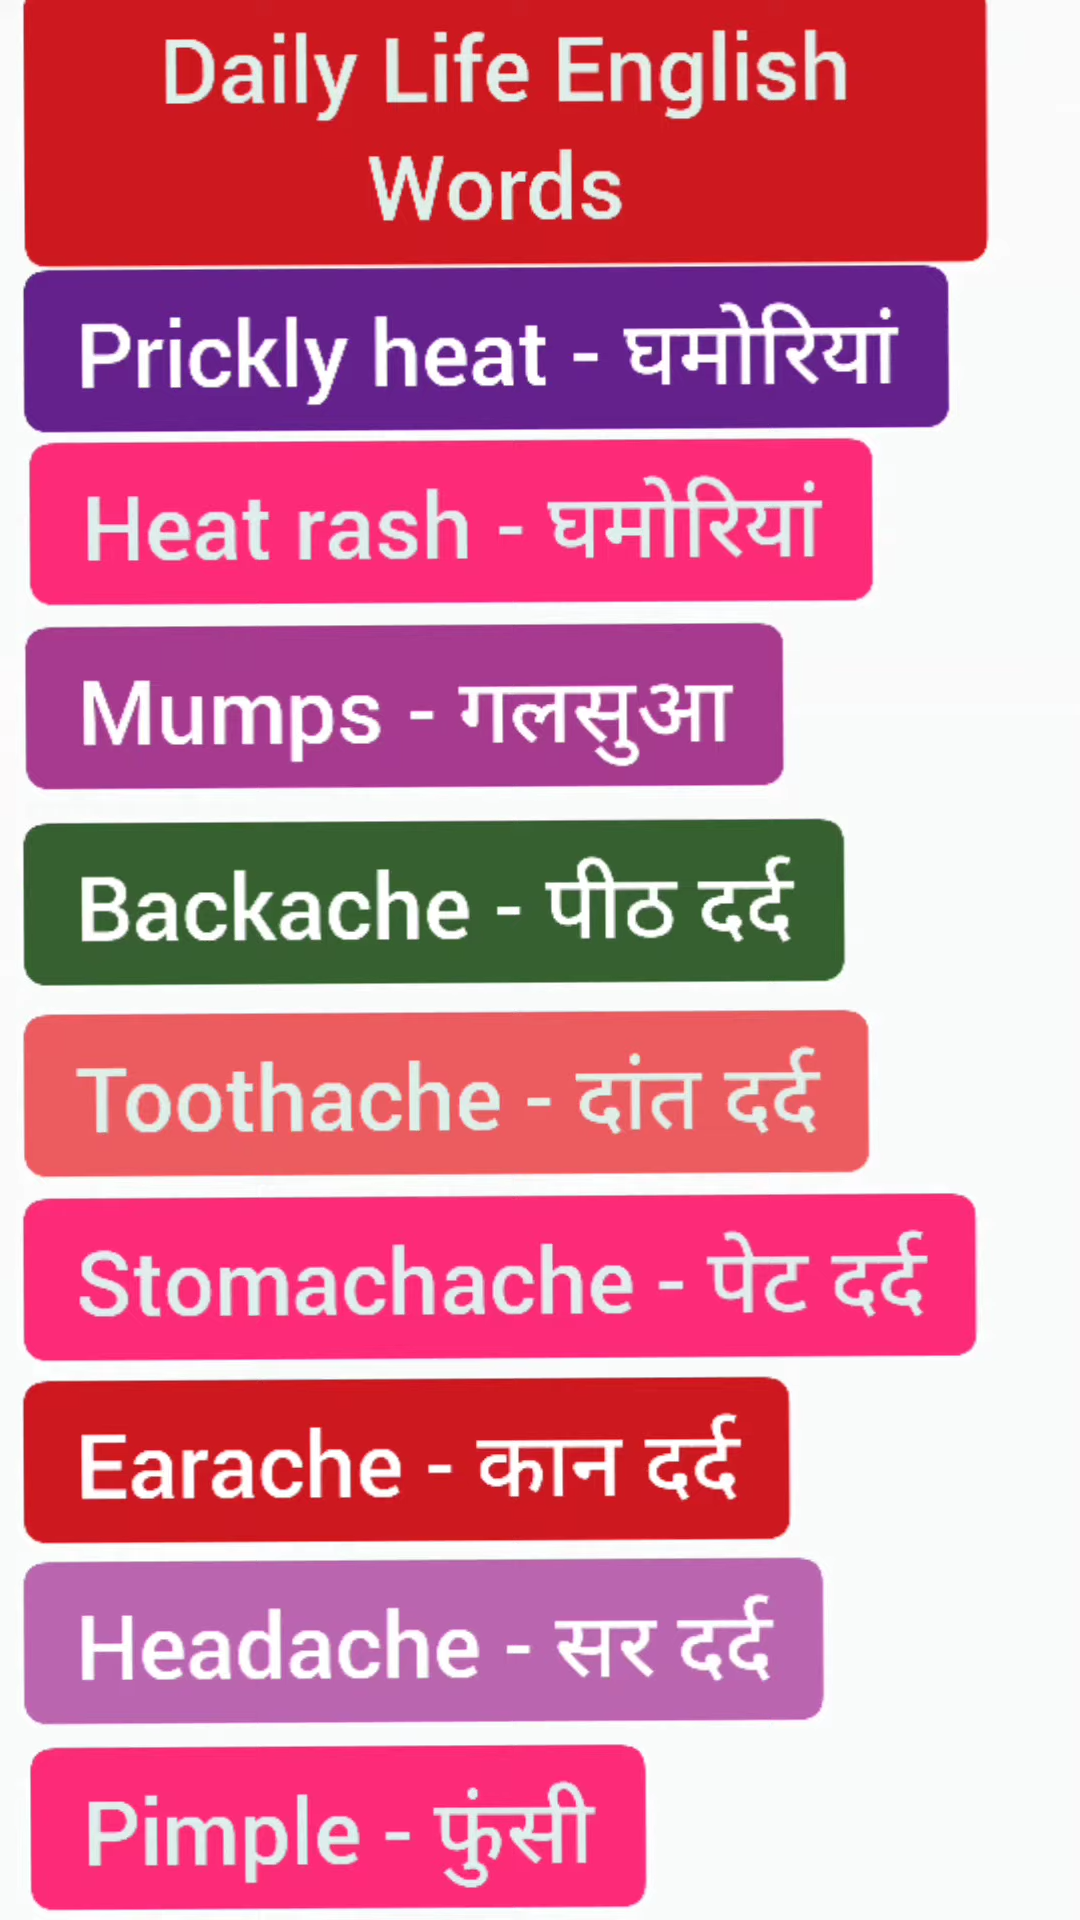 Daily Life English
Words
Prickly heat - घमोरियां
Heat rash - घमोरियां
Mumps - गलसुआ
Backache - पीठ दर्द
Toothache - दांत दर्द
Stomachache - पेट दर्द
Earache - कान दर्द
Headache - सर दर्द
Pimple - फुंसी